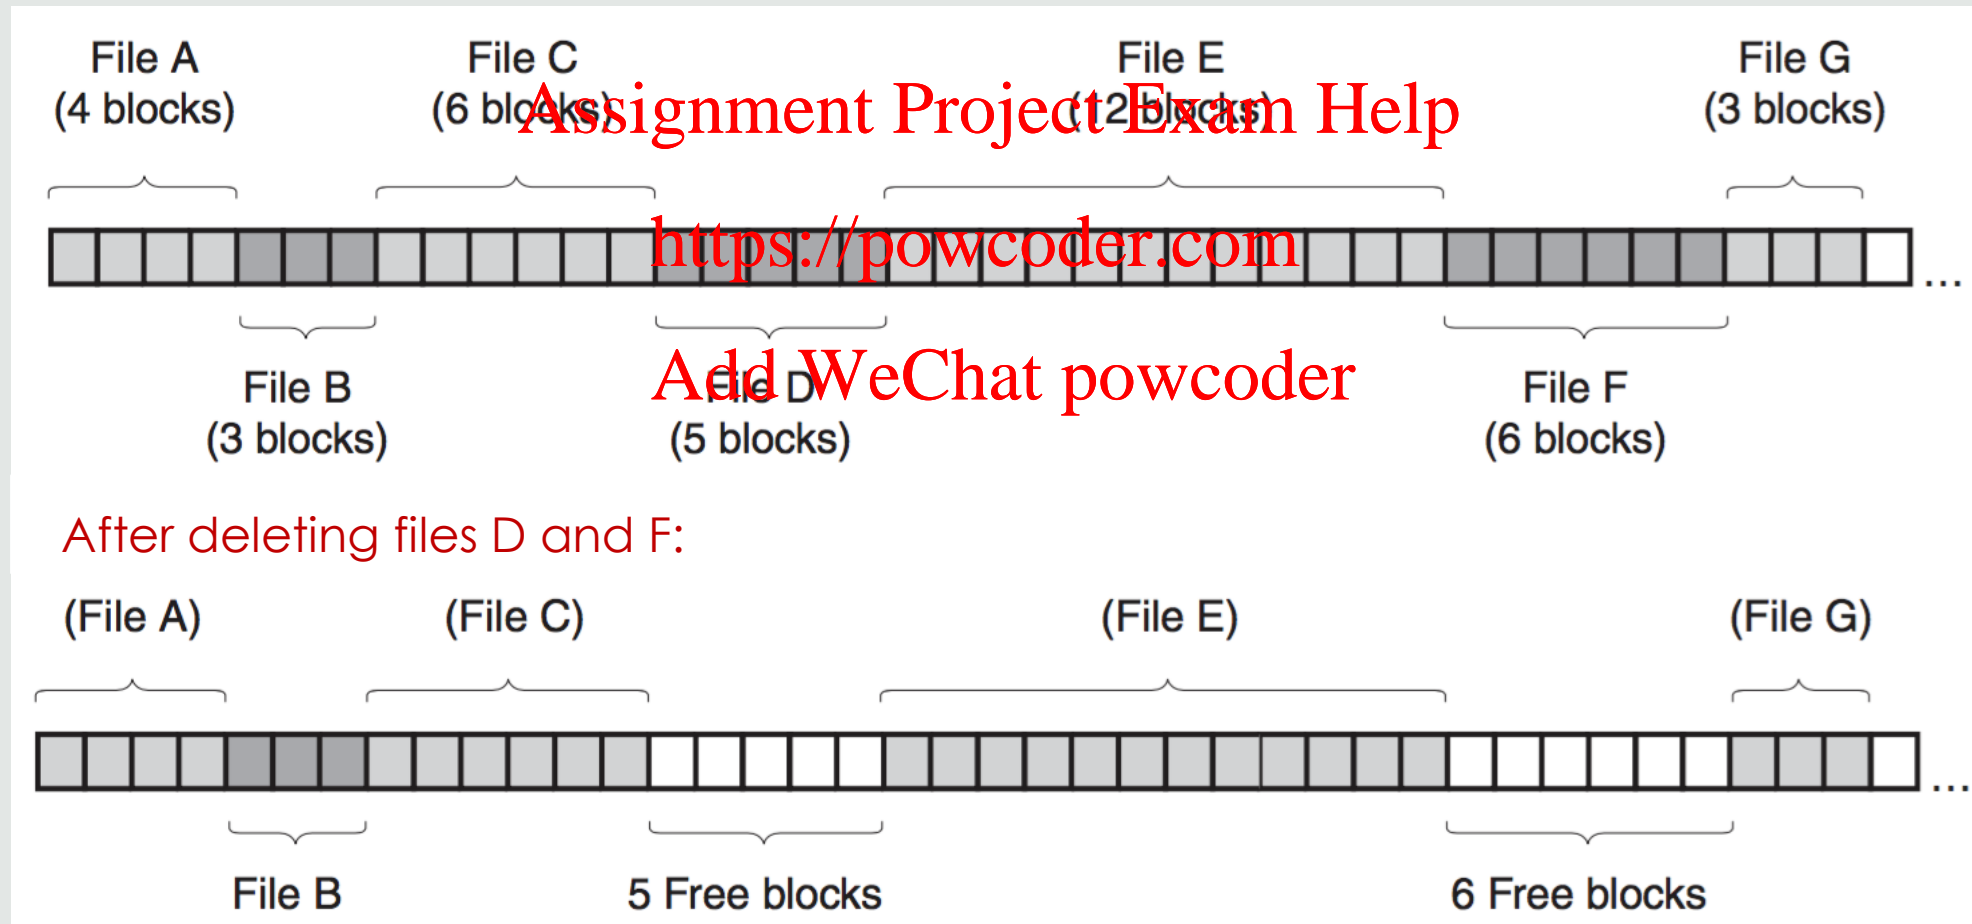 File A
(4 blocks)
File C
(6 blocks)
File E
(12 blocks)
File G
(3 blocks)
Assignment Project Exam Help
https://powcoder.com
...
File B
(3 blocks)
File D
(5 blocks)
Add WeChat powcoder
File F
(6 blocks)
After deleting files D and F:
(File A)
(File C)
(File E)
(File G)
...
File B
5 Free blocks
6 Free blocks